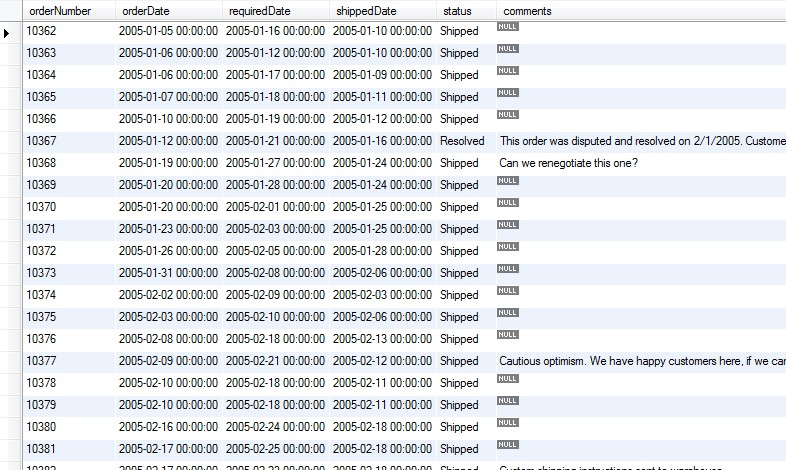 orderNumber orderDate requiredDate shippedDate status comments
10362 2005-01-05 00:00:00 2005-01-16 00:00:00 2005-01-10 00:00:00 Shipped NULL
10363 2005-01-06 00:00:00 2005-01-12 00:00:00 2005-01-10 00:00:00 Shipped NULL
10364 2005-01-06 00:00:00 2005-01-17 00:00:00 2005-01-09 00:00:00 Shipped NULL
10365 2005-01-07 00:00:00 2005-01-18 00:00:00 2005-01-11 00:00:00 Shipped NULL
10366 2005-01-10 00:00:00 2005-01-19 00:00:00 2005-01-12 00:00:00 Shipped NULL
10367 2005-01-12 00:00:00 2005-01-21 00:00:00 2005-01-16 00:00:00 Resolved This order was disputed and resolved on 2/1/2005. Custome
10368 2005-01-19 00:00:00 2005-01-27 00:00:00 2005-01-24 00:00:00 Shipped Can we renegotiate this one?
10369 2005-01-20 00:00:00 2005-01-28 00:00:00 2005-01-24 00:00:00 Shipped NULL
10370 2005-01-20 00:00:00 2005-02-01 00:00:00 2005-01-25 00:00:00 Shipped NULL
10371 2005-01-23 00:00:00 2005-02-03 00:00:00 2005-01-25 00:00:00 Shipped NULL
10372 2005-01-26 00:00:00 2005-02-05 00:00:00 2005-01-28 00:00:00 Shipped NULL
10373 2005-01-31 00:00:00 2005-02-08 00:00:00 2005-02-06 00:00:00 Shipped NULL
10374 2005-02-02 00:00:00 2005-02-09 00:00:00 2005-02-03 00:00:00 Shipped NULL
10375 2005-02-03 00:00:00 2005-02-10 00:00:00 2005-02-06 00:00:00 Shipped NULL
10376 2005-02-08 00:00:00 2005-02-18 00:00:00 2005-02-13 00:00:00 Shipped NULL
10377 2005-02-09 00:00:00 2005-02-21 00:00:00 2005-02-12 00:00:00 Shipped Cautious optimism. We have happy customers here, if we can
10378 2005-02-10 00:00:00 2005-02-18 00:00:00 2005-02-11 00:00:00 Shipped NULL
10379 2005-02-10 00:00:00 2005-02-18 00:00:00 2005-02-11 00:00:00 Shipped NULL
10380 2005-02-16 00:00:00 2005-02-24 00:00:00 2005-02-18 00:00:00 Shipped NULL
10381 2005-02-17 00:00:00 2005-02-25 00:00:00 2005-02-18 00:00:00 Shipped NULL